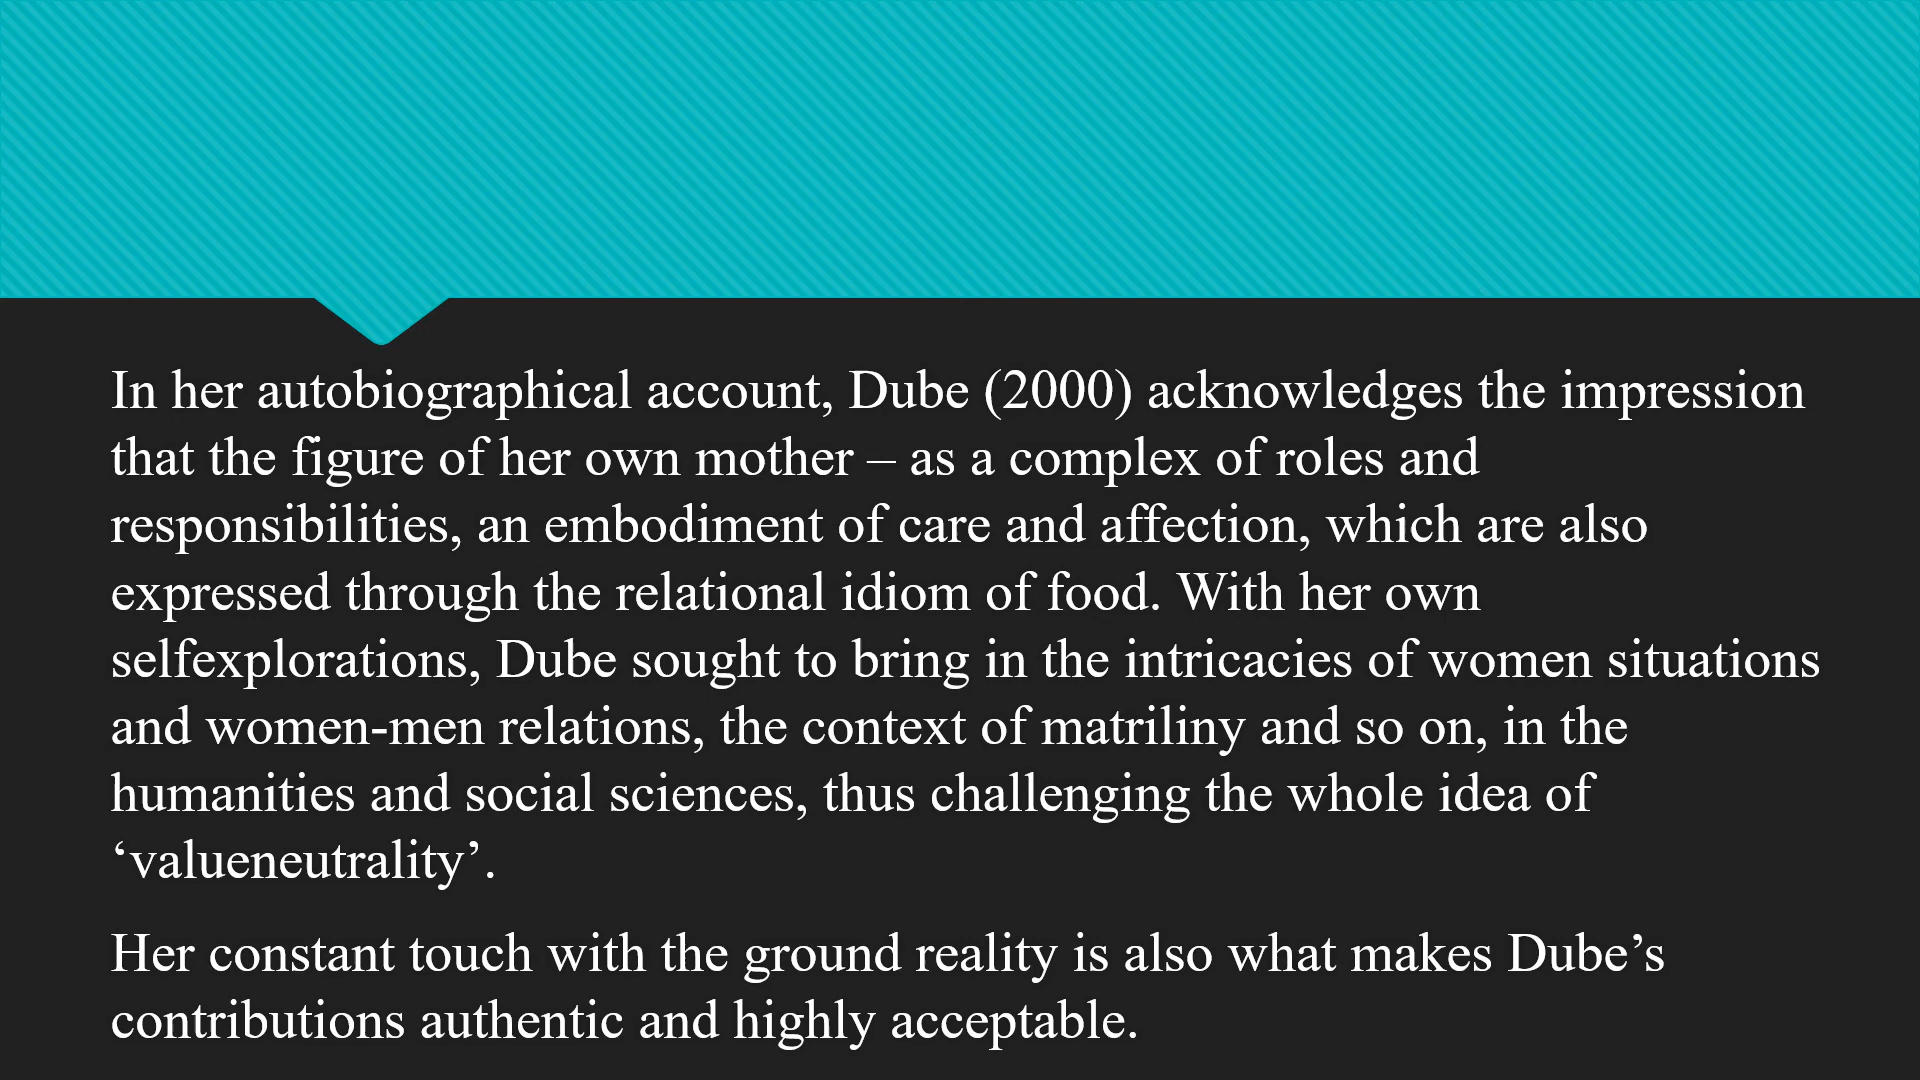 In her autobiographical account, Dube (2000) acknowledges the impression
that the figure of her own mother – as a complex of roles and
responsibilities, an embodiment of care and affection, which are also
expressed through the relational idiom of food. With her own
selfexplorations, Dube sought to bring in the intricacies of women situations
and women-men relations, the context of matriliny and so on, in the
humanities and social sciences, thus challenging the whole idea of
‘valueneutrality’.
Her constant touch with the ground reality is also what makes Dube’s
contributions authentic and highly acceptable.